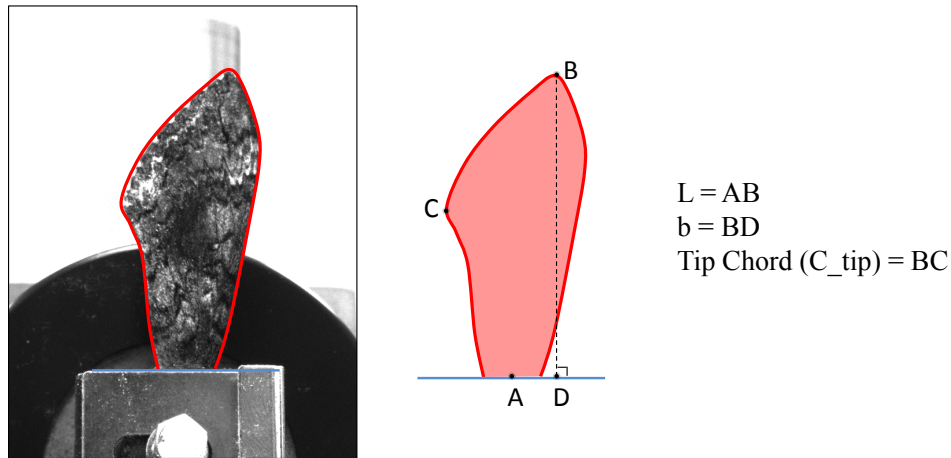 B
C
A
D
L = AB
b = BD
Tip Chord (C_tip) = BC